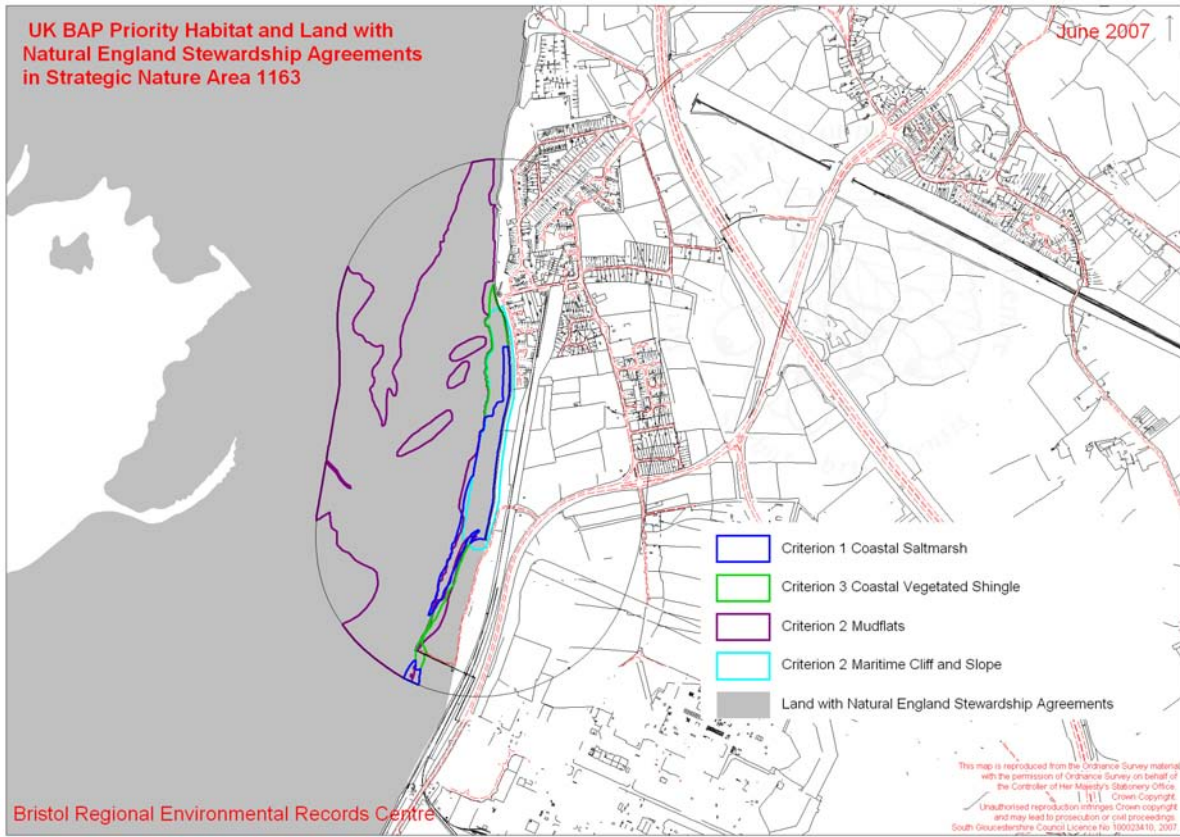 UK BAP Priority Habitat and Land with
Natural England Stewardship Agreements
in Strategic Nature Area 1163
June 2007
Criterion 1 Coastal Saltmarsh
Criterion 3 Coastal Vegetated Shingle
Criterion 2 Mudflats
Criterion 2 Maritime Cliff and Slope
Land with Natural England Stewardship Agreements
This map is reproduced from the Ordnance Survey material
with the permission of Ordnance Survey on behalf of
the Controller of Her Majesty's Stationery Office.
Crown Copyright.
Unauthorised reproduction infringes Crown copyright
and may lead to prosecution or civil proceedings.
South Gloucestershire Council Licence No 100023410, 2007.
Bristol Regional Environmental Records Centre